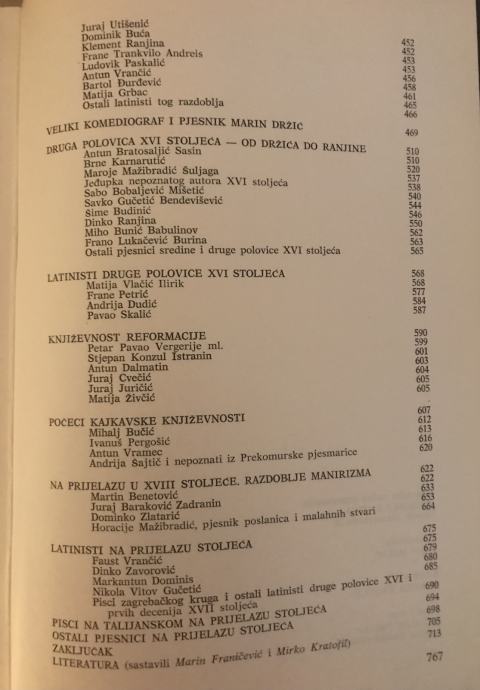 Juraj Utišenić 452
Dominik Buća 452
Klement Ranjina 453
Frane Trankvilo Andreis 453
Ludovik Paskalić 456
Antun Vrančić 458
Bartol Đurđević 461
Matija Grbac 465
Ostali latinisti tog razdoblja 466
VELIKI KOMEDIOGRAF I PJESNIK MARIN DRŽIĆ 469
DRUGA POLOVICA XVI STOLJEĆA — OD DRŽIĆA DO RANJINE 510
Antun Bratosaljić Sasin 510
Brne Karnarutić 520
Maroje Mažibradić Šuljaga 537
Jeđupka nepoznatog autora XVI stoljeća 538
Sabo Bobaljević Mišetić 540
Savko Gučetić Bendevišević 544
Šime Budinić 546
Dinko Ranjina 550
Miho Bunić Babulinov 562
Frano Lukačević Burina 563
Ostali pjesnici sredine i druge polovice XVI stoljeća 565
LATINISTI DRUGE POLOVICE XVI STOLJEĆA 568
Matija Vlačić Ilirik 568
Frane Petrić 577
Andrija Dudić 584
Pavao Skalić 587
KNJIŽEVNOST REFORMACIJE 590
Petar Pavao Vergerije ml. 599
Stjepan Konzul Istranin 601
Antun Dalmatin 603
Juraj Cvečić 604
Juraj Juričić 605
Matija Živčić 605
POČECI KAJKAVSKE KNJIŽEVNOSTI 607
Mihalj Bučić 612
Ivanuš Pergošić 613
Antun Vramec 616
Andrija Šajtić i nepoznati iz Prekomurske pjesmarice 620
NA PRIJELAZU U XVIII STOLJEĆE. RAZDOBLJE MANIRIZMA 622
Martin Benetović 622
Juraj Baraković Zadranin 633
Dominko Zlatarić 653
Horacije Mažibradić, pjesnik poslanica i malahnih stvari 664
LATINISTI NA PRIJELAZU STOLJEĆA 675
Faust Vrančić 675
Dinko Zavorović 679
Markantun Dominis 680
Nikola Vitov Gučetić 685
Pisci zagrebačkog kruga i ostali latinisti druge polovice XVI i
prvih decenija XVII stoljeća 690
PISCI NA TALIJANSKOM NA PRIJELAZU STOLJEĆA 694
OSTALI PJESNICI NA PRIJELAZU STOLJEĆA 698
ZAKLJUČAK 705
LITERATURA (sastavili Marin Franičević i Mirko Kratofil) 713
767